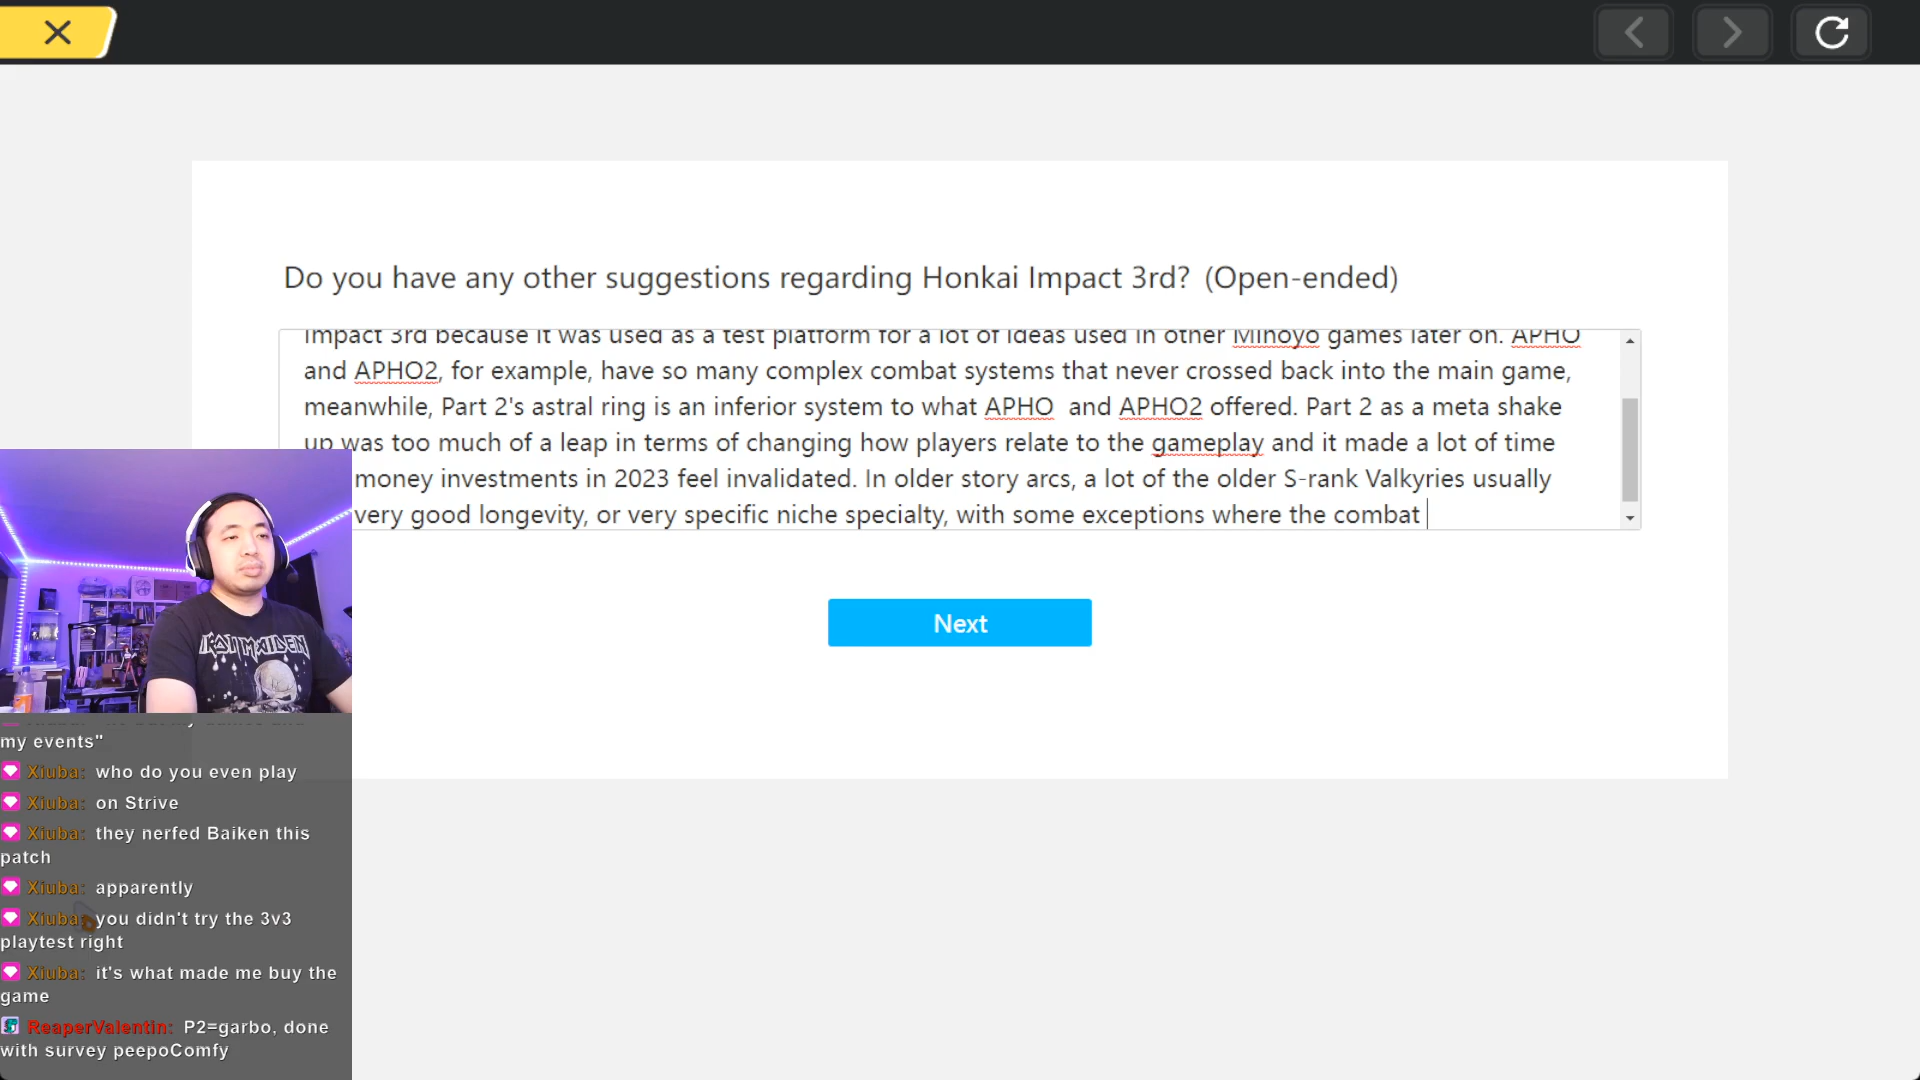 Do you have any other suggestions regarding Honkai Impact 3rd? (Open-ended)
Impact 3rd because it was used as a test platform for a lot of ideas used in other Mihoyo games later on. APHO
and APHO2, for example, have so many complex combat systems that never crossed back into the main game,
meanwhile, Part 2's astral ring is an inferior system to what APHO  and APHO2 offered. Part 2 as a meta shake
up was too much of a leap in terms of changing how players relate to the gameplay and it made a lot of time
money investments in 2023 feel invalidated. In older story arcs, a lot of the older S-rank Valkyries usually
very good longevity, or very specific niche specialty, with some exceptions where the combat
Next
IRON MAIDEN
my events"
Xiuba: who do you even play
Xiuba: on Strive
Xiuba: they nerfed Baiken this
patch
Xiuba: apparently
Xiuba: you didn't try the 3v3
playtest right
Xiuba: it's what made me buy the
game
ReaperValentin: P2=garbo, done
with survey peepoComfy